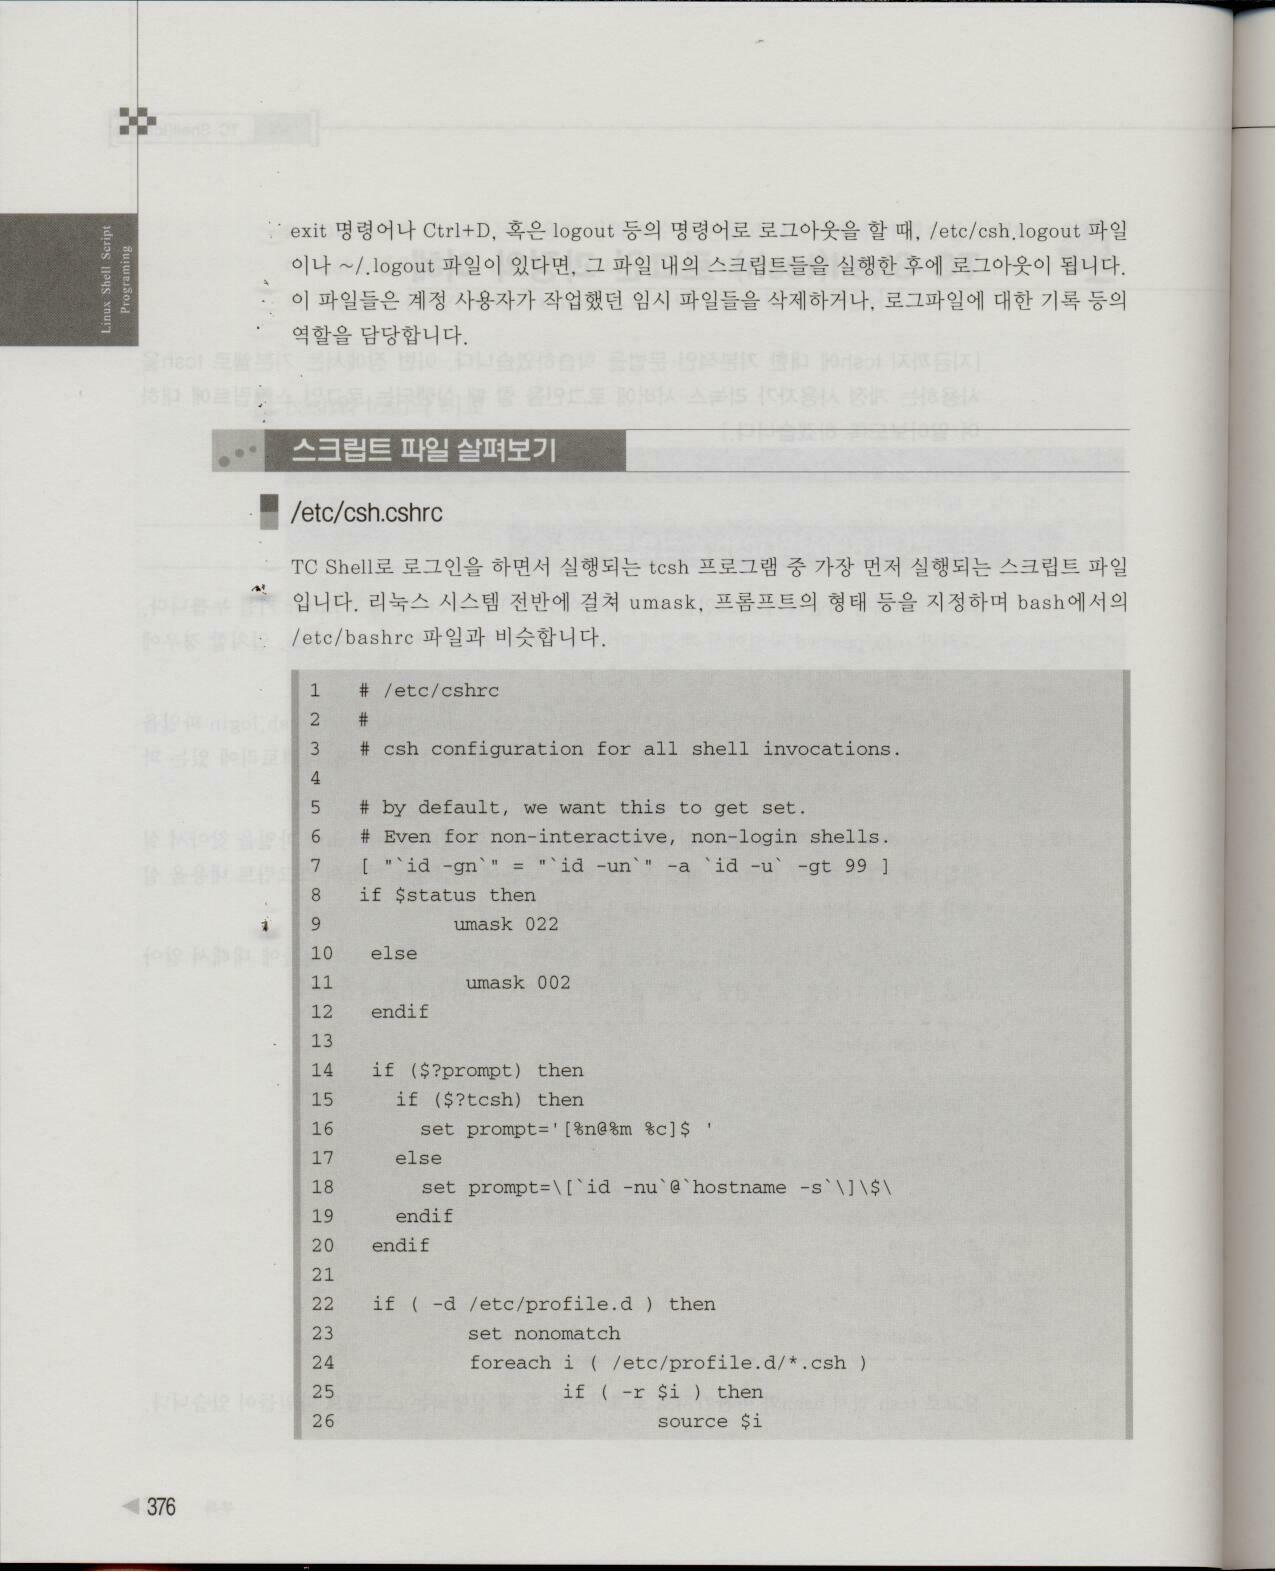 Linux Shell Script
Programing
exit 명령어나 Ctrl+D, 혹은 logout 등의 명령어로 로그아웃을 할 때, /etc/csh.logout 파일
이나 ~/.logout 파일이 있다면, 그 파일 내의 스크립트들을 실행한 후에 로그아웃이 됩니다.
이 파일들은 계정 사용자가 작업했던 임시 파일들을 삭제하거나, 로그파일에 대한 기록 등의
역할을 담당합니다.
스크립트 파일 살펴보기
/etc/csh.cshrc
TC Shell로 로그인을 하면서 실행되는 tcsh 프로그램 중 가장 먼저 실행되는 스크립트 파일
입니다. 리눅스 시스템 전반에 걸쳐 umask, 프롬프트의 형태 등을 지정하며 bash에서의
/etc/bashrc 파일과 비슷합니다.
1 # /etc/cshrc
2 #
3 # csh configuration for all shell invocations.
4
5 # by default, we want this to get set.
6 # Even for non-interactive, non-login shells.
7 [ "`id -gn`" = "`id -un`" -a `id -u` -gt 99 ]
8 if $status then
9 umask 022
10 else
11 umask 002
12 endif
13
14 if ($?prompt) then
15 if ($?tcsh) then
16 set prompt='[%n@%m %c]$ '
17 else
18 set prompt=\[`id -nu`@`hostname -s`\]\$\
19 endif
20 endif
21
22 if ( -d /etc/profile.d ) then
23 set nonomatch
24 foreach i ( /etc/profile.d/*.csh )
25 if ( -r $i ) then
26 source $i
376